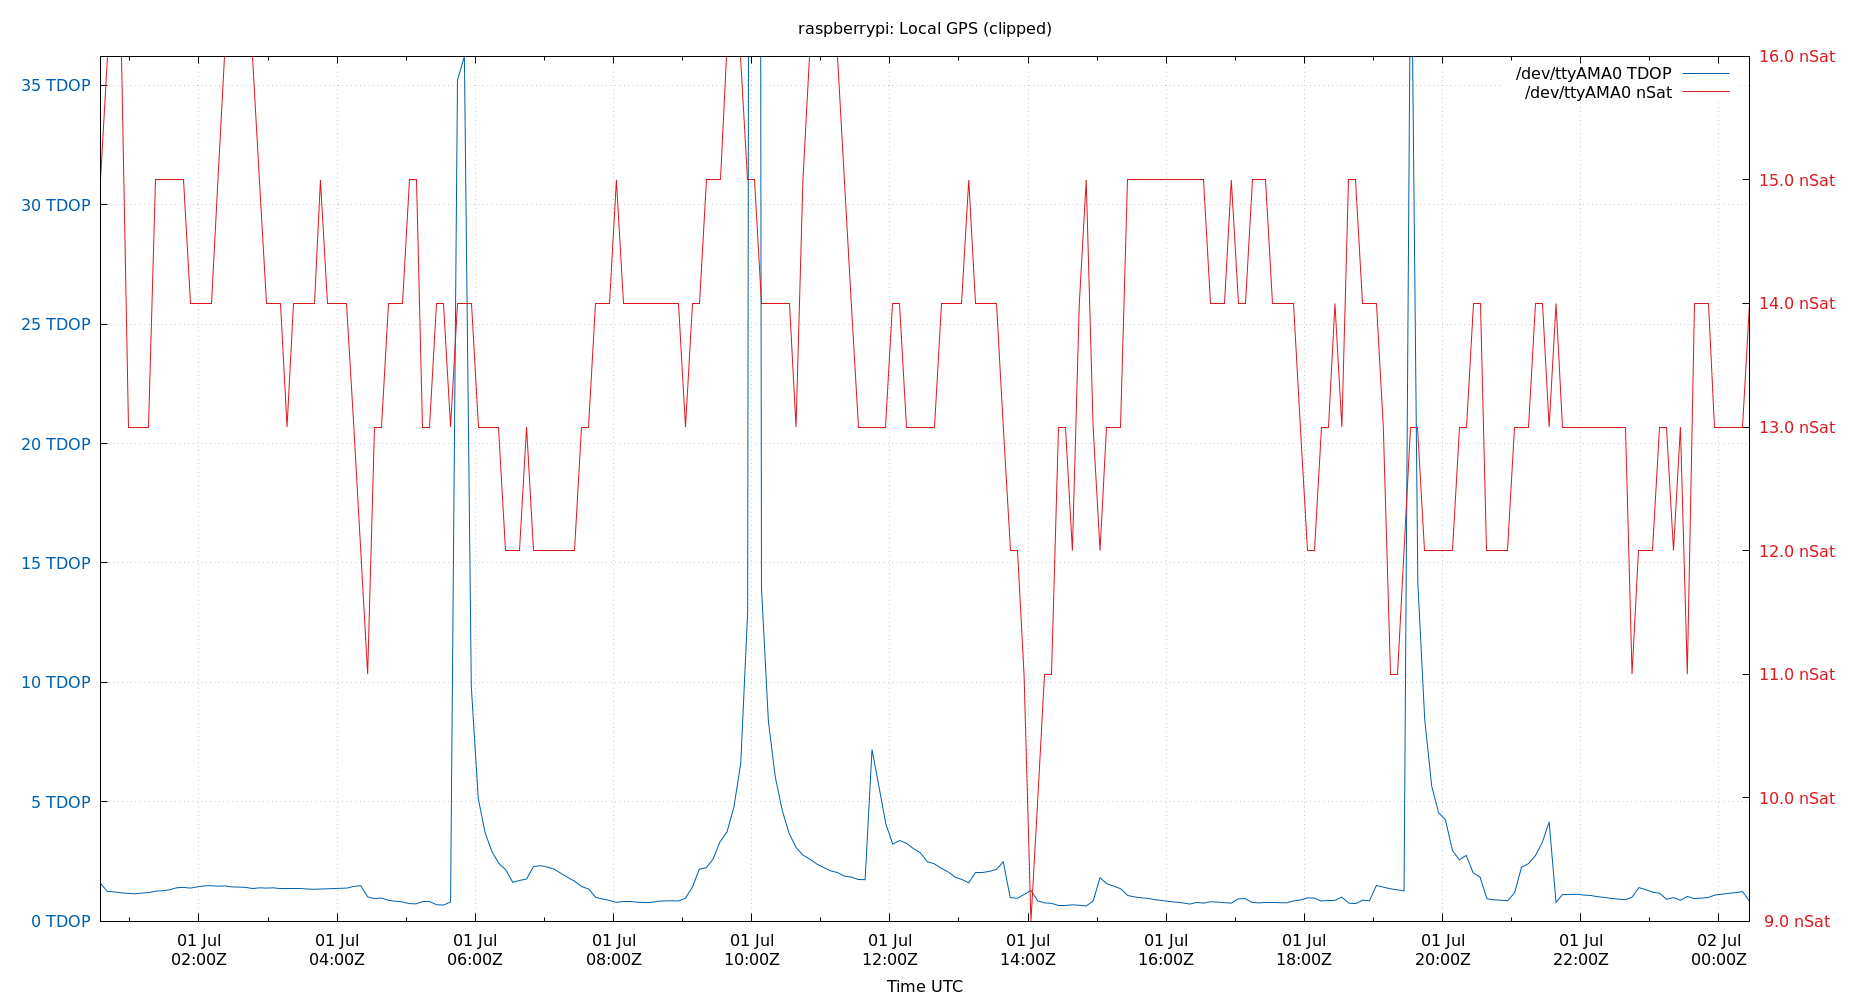 raspberrypi: Local GPS (clipped)
/dev/ttyAMA0 TDOP
/dev/ttyAMA0 nSat
35 TDOP
30 TDOP
25 TDOP
20 TDOP
15 TDOP
10 TDOP
5 TDOP
0 TDOP
16.0 nSat
15.0 nSat
14.0 nSat
13.0 nSat
12.0 nSat
11.0 nSat
10.0 nSat
9.0 nSat
01 Jul
02:00Z
01 Jul
04:00Z
01 Jul
06:00Z
01 Jul
08:00Z
01 Jul
10:00Z
01 Jul
12:00Z
01 Jul
14:00Z
01 Jul
16:00Z
01 Jul
18:00Z
01 Jul
20:00Z
01 Jul
22:00Z
02 Jul
00:00Z
Time UTC